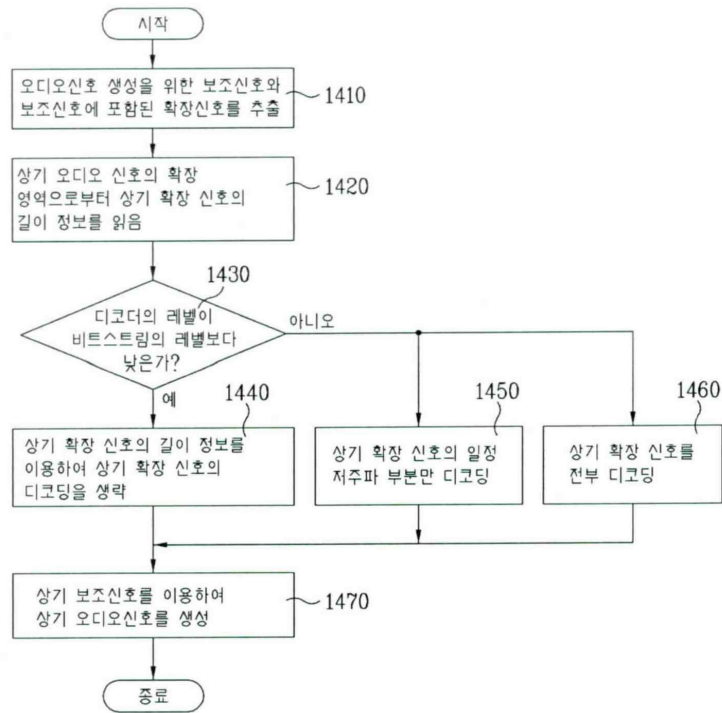 시작
오디오신호 생성을 위한 보조신호와
보조신호에 포함된 확장신호를 추출
1410
상기 오디오 신호의 확장
영역으로부터 상기 확장 신호의
길이 정보를 읽음
1420
1430
디코더의 레벨이
비트스트림의 레벨보다
낮은가?
아니오
예
1440
상기 확장 신호의 길이 정보를
이용하여 상기 확장 신호의
디코딩을 생략
1450
상기 확장 신호의 일정
저주파 부분만 디코딩
1460
상기 확장 신호를
전부 디코딩
상기 보조신호를 이용하여
상기 오디오신호를 생성
1470
종료